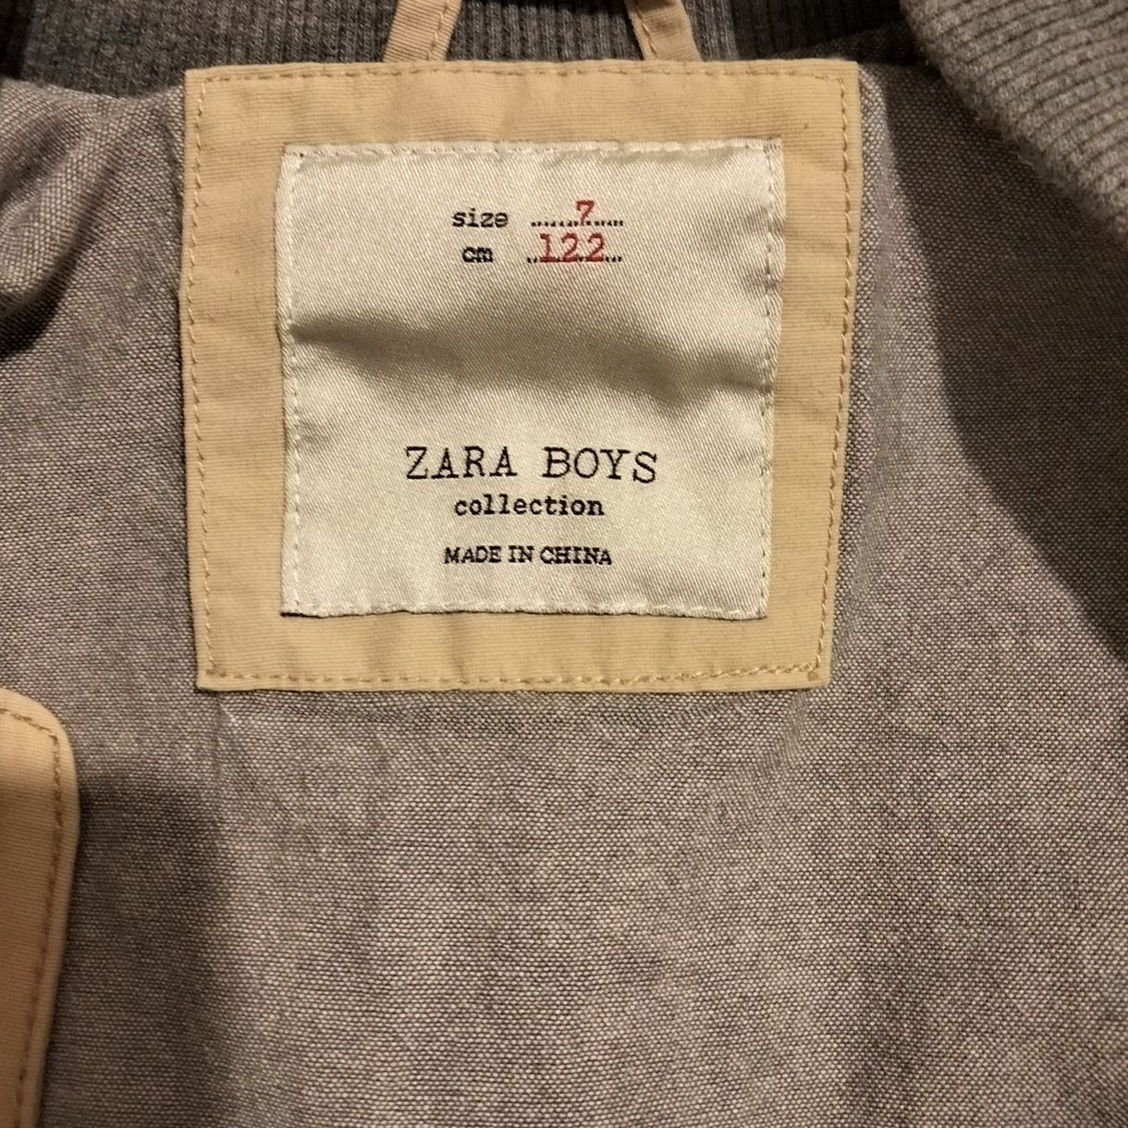 size ......7......
cm ..122...
ZARA BOYS
collection
MADE IN CHINA